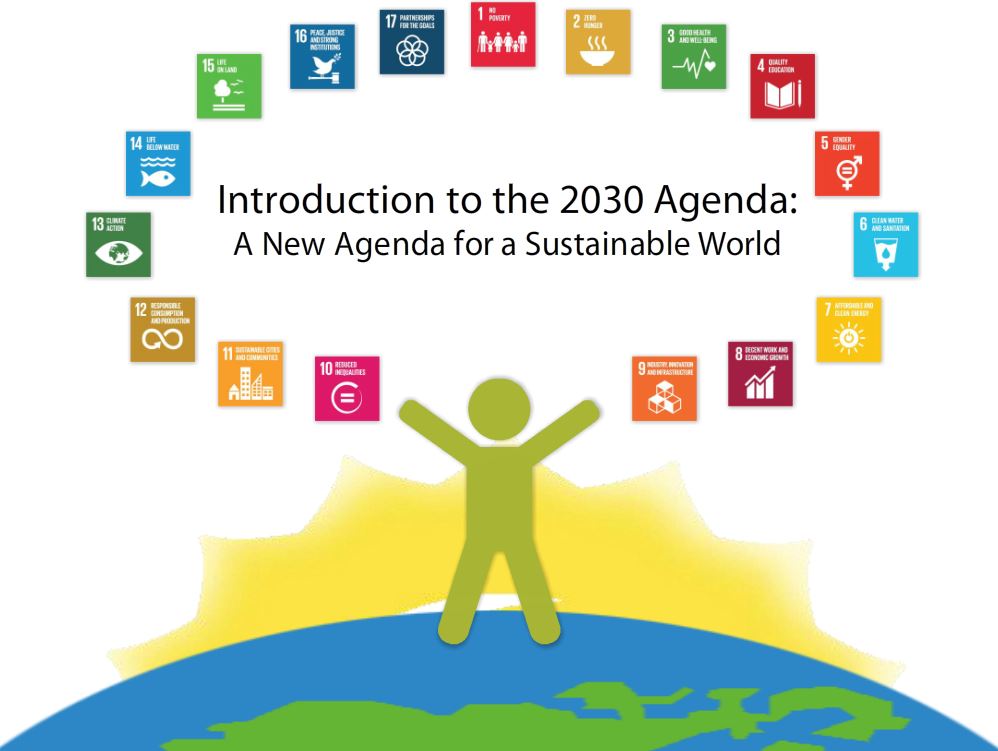 1 NO
POVERTY
2 ZERO
HUNGER
3 GOOD HEALTH
AND WELL-BEING
4 QUALITY
EDUCATION
5 GENDER
EQUALITY
6 CLEAN WATER
AND SANITATION
7 AFFORDABLE AND
CLEAN ENERGY
8 DECENT WORK AND
ECONOMIC GROWTH
9 INDUSTRY, INNOVATION
AND INFRASTRUCTURE
10 REDUCED
INEQUALITIES
11 SUSTAINABLE CITIES
AND COMMUNITIES
12 RESPONSIBLE
CONSUMPTION
AND PRODUCTION
13 CLIMATE
ACTION
14 LIFE
BELOW WATER
15 LIFE
ON LAND
16 PEACE, JUSTICE
AND STRONG
INSTITUTIONS
17 PARTNERSHIPS
FOR THE GOALS
Introduction to the 2030 Agenda:
A New Agenda for a Sustainable World